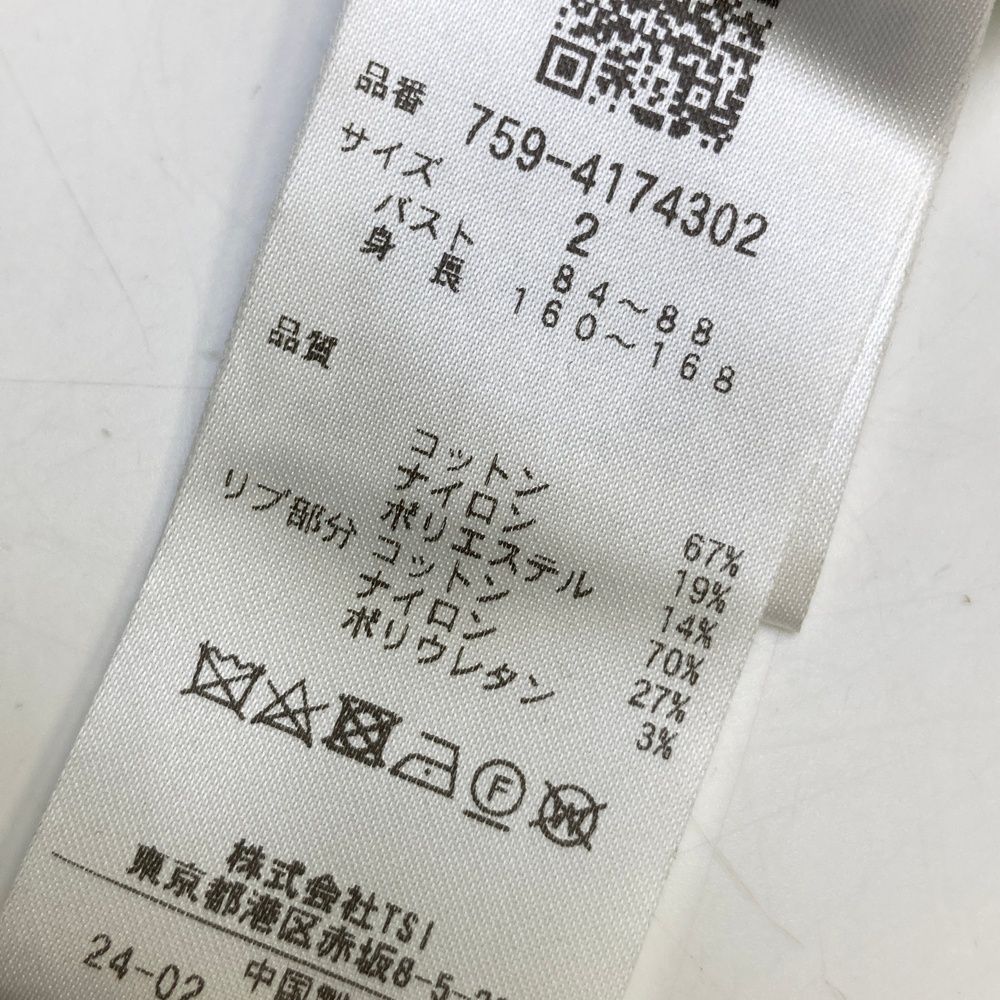 品番 759-4174302
サイズ 2
バスト 84～88
身長 160～168
品質
コットン 67%
ナイロン 19%
ポリエステル 14%
リブ部分 コットン 70%
ナイロン 27%
ポリウレタン 3%
F
W
株式会社TSI
東京都港区赤坂8-5-
24-02 中国製